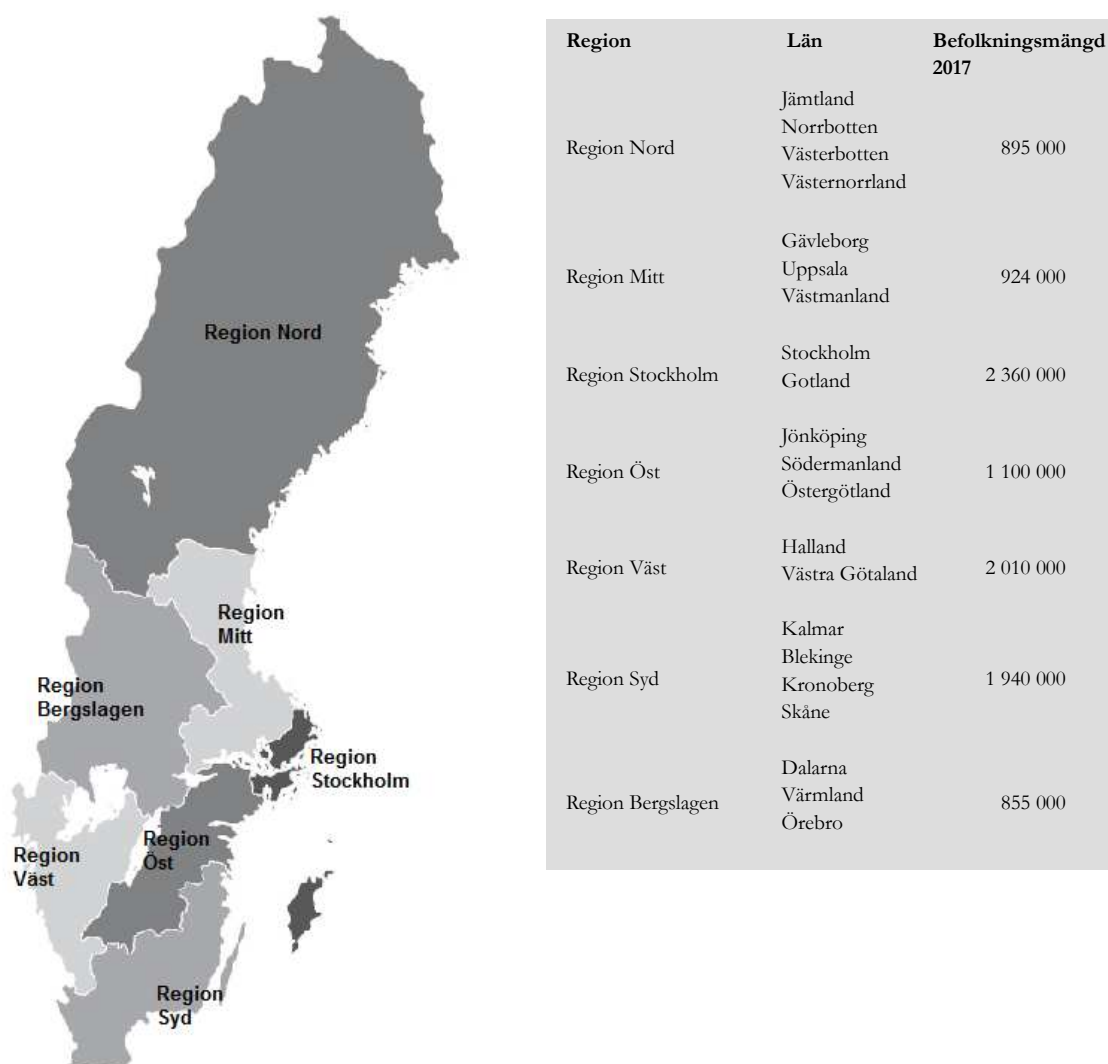 Region Nord
Region
Mitt
Region
Bergslagen
Region
Stockholm
Region
Öst
Region
Väst
Region
Syd
Region Län Befolkningsmängd
2017
Region Nord
Jämtland
Norrbotten
Västerbotten
Västernorrland
895 000
Region Mitt
Gävleborg
Uppsala
Västmanland
924 000
Region Stockholm
Stockholm
Gotland
2 360 000
Region Öst
Jönköping
Södermanland
Östergötland
1 100 000
Region Väst
Halland
Västra Götaland
2 010 000
Region Syd
Kalmar
Blekinge
Kronoberg
Skåne
1 940 000
Region Bergslagen
Dalarna
Värmland
Örebro
855 000